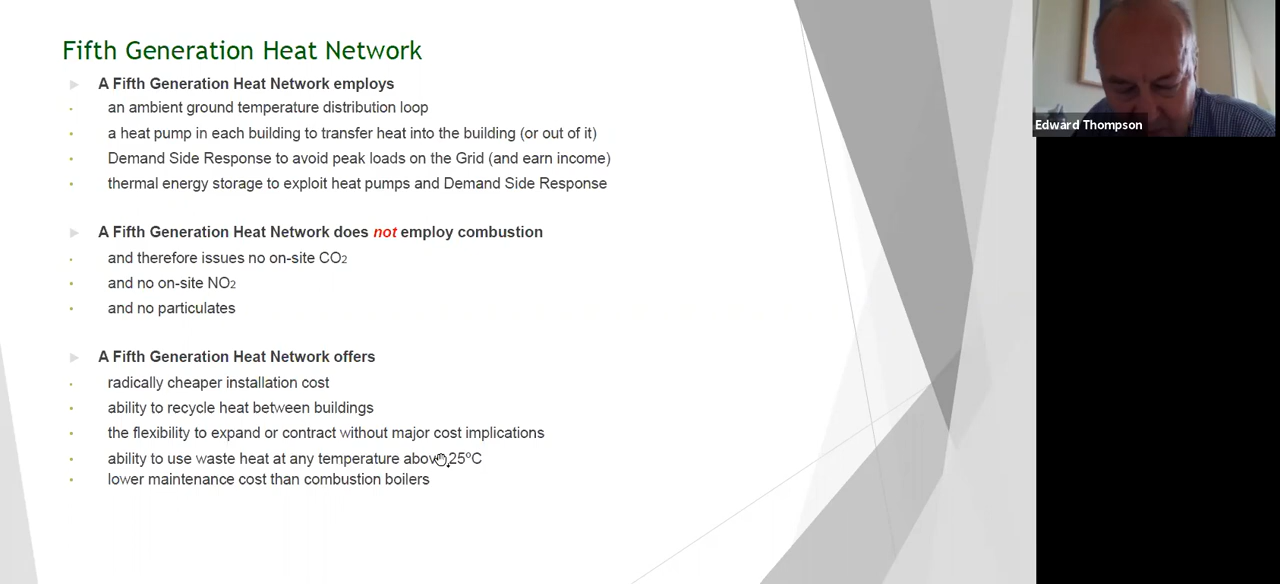 Fifth Generation Heat Network
A Fifth Generation Heat Network employs
an ambient ground temperature distribution loop
a heat pump in each building to transfer heat into the building (or out of it)
Demand Side Response to avoid peak loads on the Grid (and earn income)
thermal energy storage to exploit heat pumps and Demand Side Response
A Fifth Generation Heat Network does not employ combustion
and therefore issues no on-site CO2
and no on-site NO2
and no particulates
A Fifth Generation Heat Network offers
radically cheaper installation cost
ability to recycle heat between buildings
the flexibility to expand or contract without major cost implications
ability to use waste heat at any temperature above 25ºC
lower maintenance cost than combustion boilers
Edward Thompson